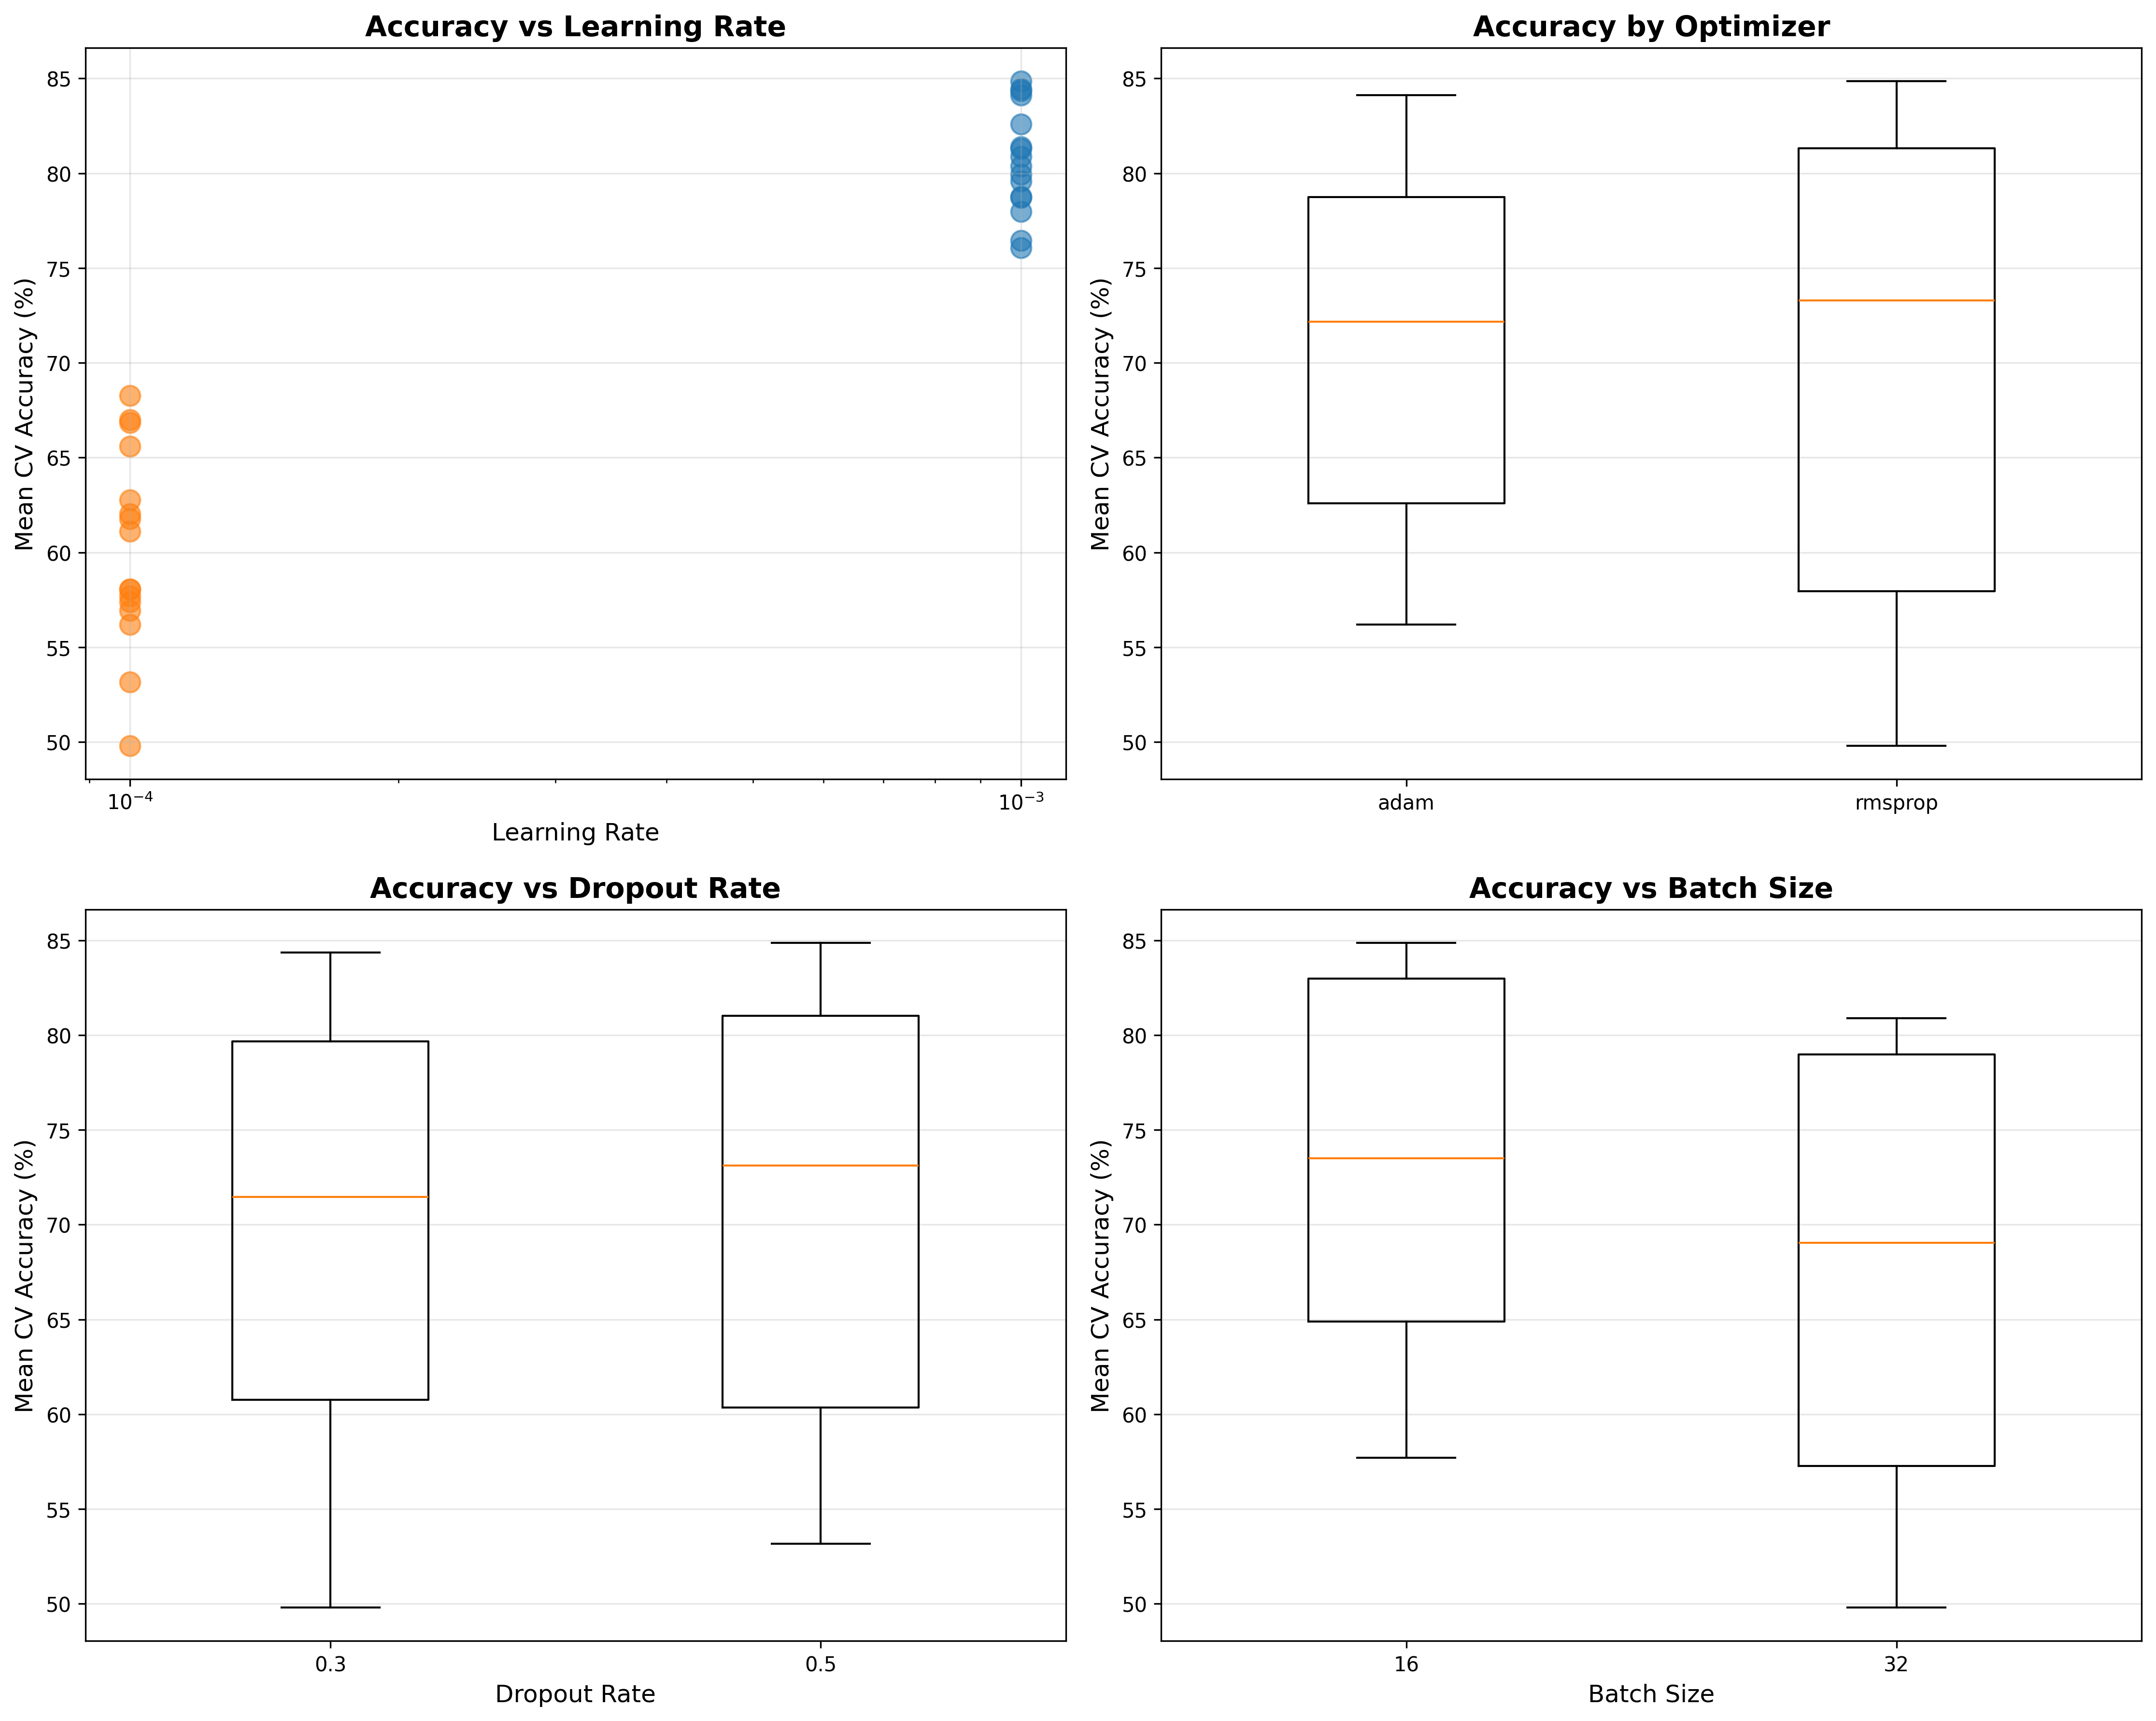 Accuracy vs Learning Rate
Mean CV Accuracy (%)
85
80
75
70
65
60
55
50
10⁻⁴
10⁻³
Learning Rate
Accuracy by Optimizer
Mean CV Accuracy (%)
85
80
75
70
65
60
55
50
adam
rmsprop
Accuracy vs Dropout Rate
Mean CV Accuracy (%)
85
80
75
70
65
60
55
50
0.3
0.5
Dropout Rate
Accuracy vs Batch Size
Mean CV Accuracy (%)
85
80
75
70
65
60
55
50
16
32
Batch Size